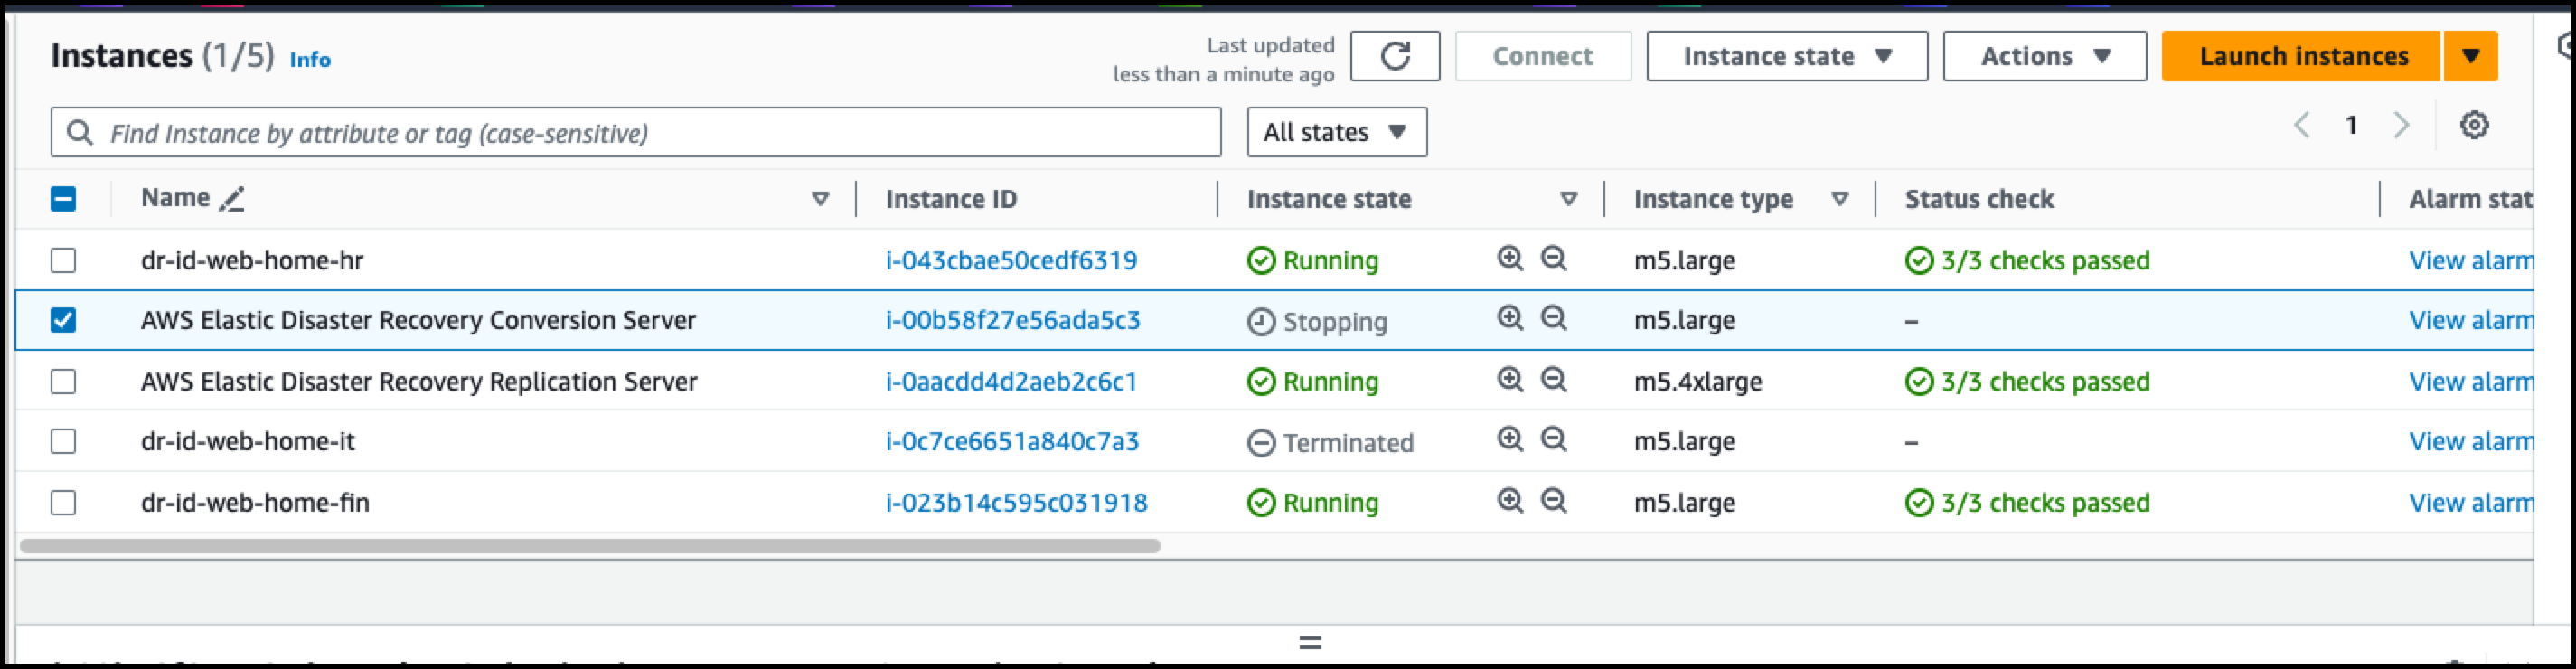 Instances (1/5) Info
Last updated
less than a minute ago
Connect
Instance state
Actions
Launch instances
Find Instance by attribute or tag (case-sensitive)
All states
1
Name Instance ID Instance state Instance type Status check Alarm stat
dr-id-web-home-hr i-043cbae50cedf6319 Running m5.large 3/3 checks passed View alarm
AWS Elastic Disaster Recovery Conversion Server i-00b58f27e56ada5c3 Stopping m5.large – View alarm
AWS Elastic Disaster Recovery Replication Server i-0aacdd4d2aeb2c6c1 Running m5.4xlarge 3/3 checks passed View alarm
dr-id-web-home-it i-0c7ce6651a840c7a3 Terminated m5.large – View alarm
dr-id-web-home-fin i-023b14c595c031918 Running m5.large 3/3 checks passed View alarm